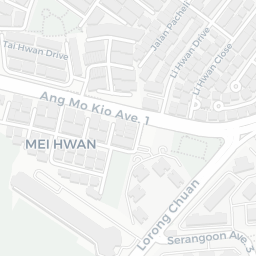 Tai Hwan Drive
Jalan Pacheli
Li Hwan Drive
Li Hwan Close
Ang Mo Kio Ave. 1
MEI HWAN
Lorong Chuan
Serangoon Ave. 3